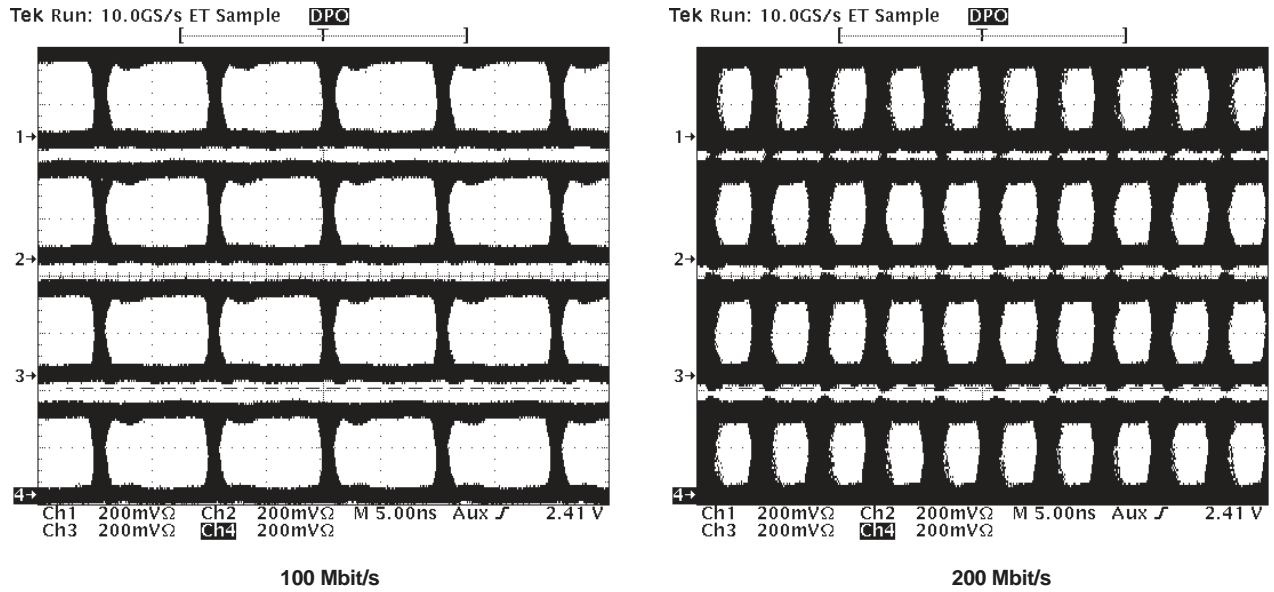 Tek Run: 10.0GS/s ET Sample DPO
T
1
2
3
4
Ch1 200mVΩ Ch2 200mVΩ M 5.00ns Aux 2.41 V
Ch3 200mVΩ Ch4 200mVΩ
100 Mbit/s
Tek Run: 10.0GS/s ET Sample DPO
T
1
2
3
4
Ch1 200mVΩ Ch2 200mVΩ M 5.00ns Aux 2.41 V
Ch3 200mVΩ Ch4 200mVΩ
200 Mbit/s